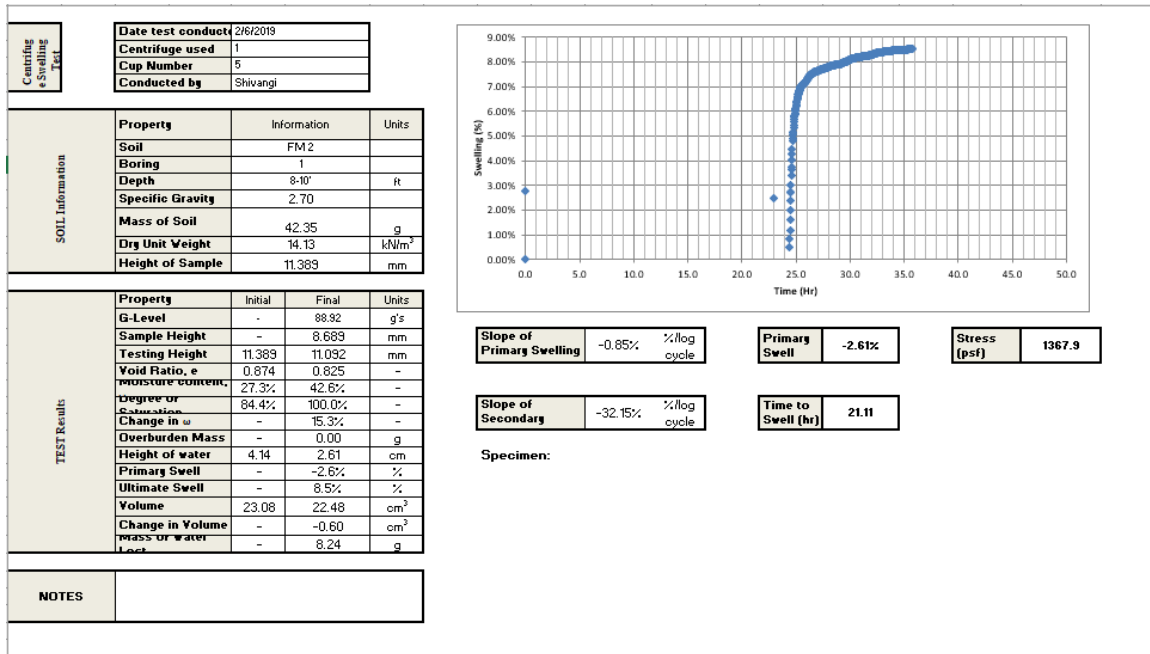 Centrifug
e Swelling
Test
Date test conducte 2/6/2019
Centrifuge used 1
Cup Number 5
Conducted by Shivangi
SOIL Information
Property Information Units
Soil FM 2
Boring 1
Depth 8-10' ft
Specific Gravity 2.70
Mass of Soil 42.35 g
Dry Unit Weight 14.13 kN/m³
Height of Sample 11.389 mm
TEST Results
Property Initial Final Units
G-Level - 88.92 g's
Sample Height - 8.689 mm
Testing Height 11.389 11.092 mm
Void Ratio, e 0.874 0.825 -
Moisture content, 27.3% 42.6% -
Degree of
Saturation 84.4% 100.0% -
Change in ω 15.3% -
Overburden Mass - 0.00 g
Height of water 4.14 2.61 cm
Primary Swell - -2.6% %
Ultimate Swell - 8.5% %
Volume 23.08 22.48 cm³
Change in Volume - -0.60 cm³
Mass of water
Lost - 8.24 g
NOTES
9.00%
8.00%
7.00%
6.00%
5.00%
4.00%
3.00%
2.00%
1.00%
0.00%
Swelling (%)
0.0 5.0 10.0 15.0 20.0 25.0 30.0 35.0 40.0 45.0 50.0
Time (Hr)
Slope of
Primary Swelling -0.85% %/log
cycle
Primary
Swell -2.61%
Stress
(psf) 1367.9
Slope of
Secondary -32.15% %/log
cycle
Time to
Swell (hr) 21.11
Specimen: